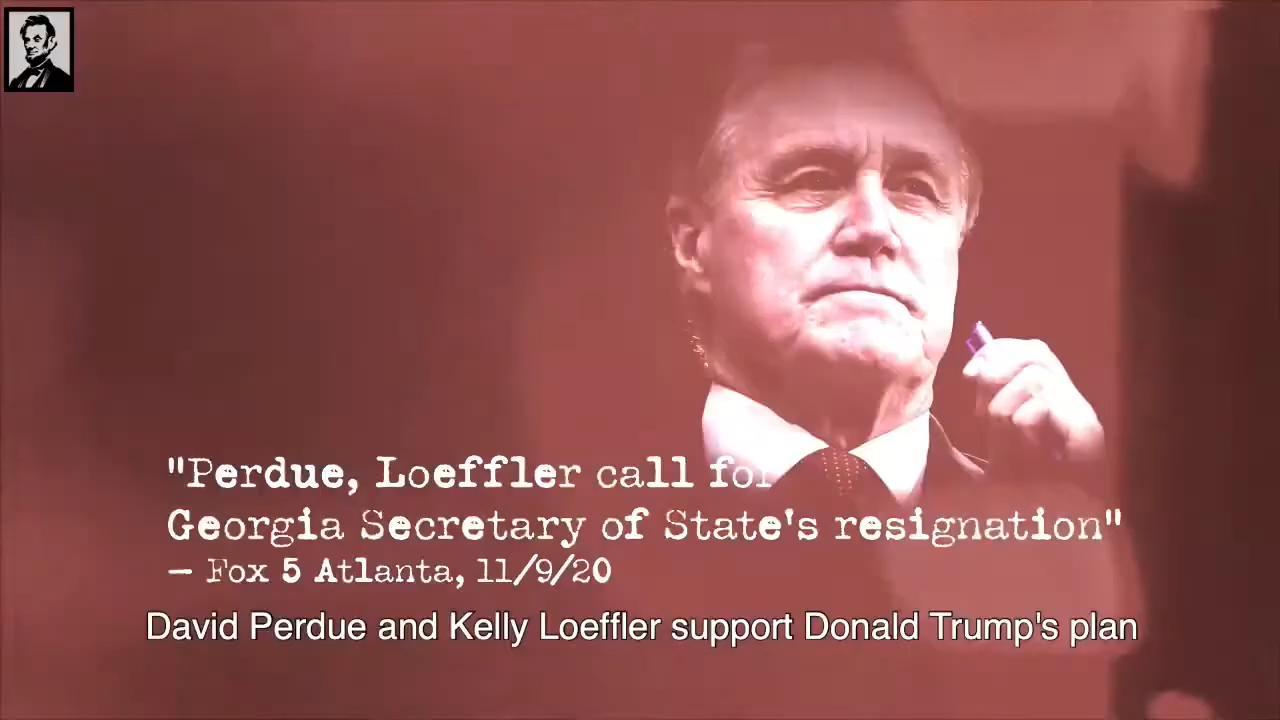 "Perdue, Loeffler call for
Georgia Secretary of State's resignation"
— Fox 5 Atlanta, 11/9/20
David Perdue and Kelly Loeffler support Donald Trump's plan